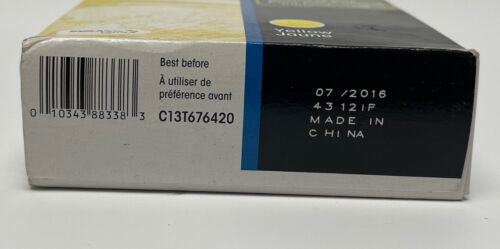 Yellow
Jaune
Best before
À utiliser de
préférence avant
C13T676420
0 10343 88338 3
07 /2016
4312IF
MADE IN
CHINA